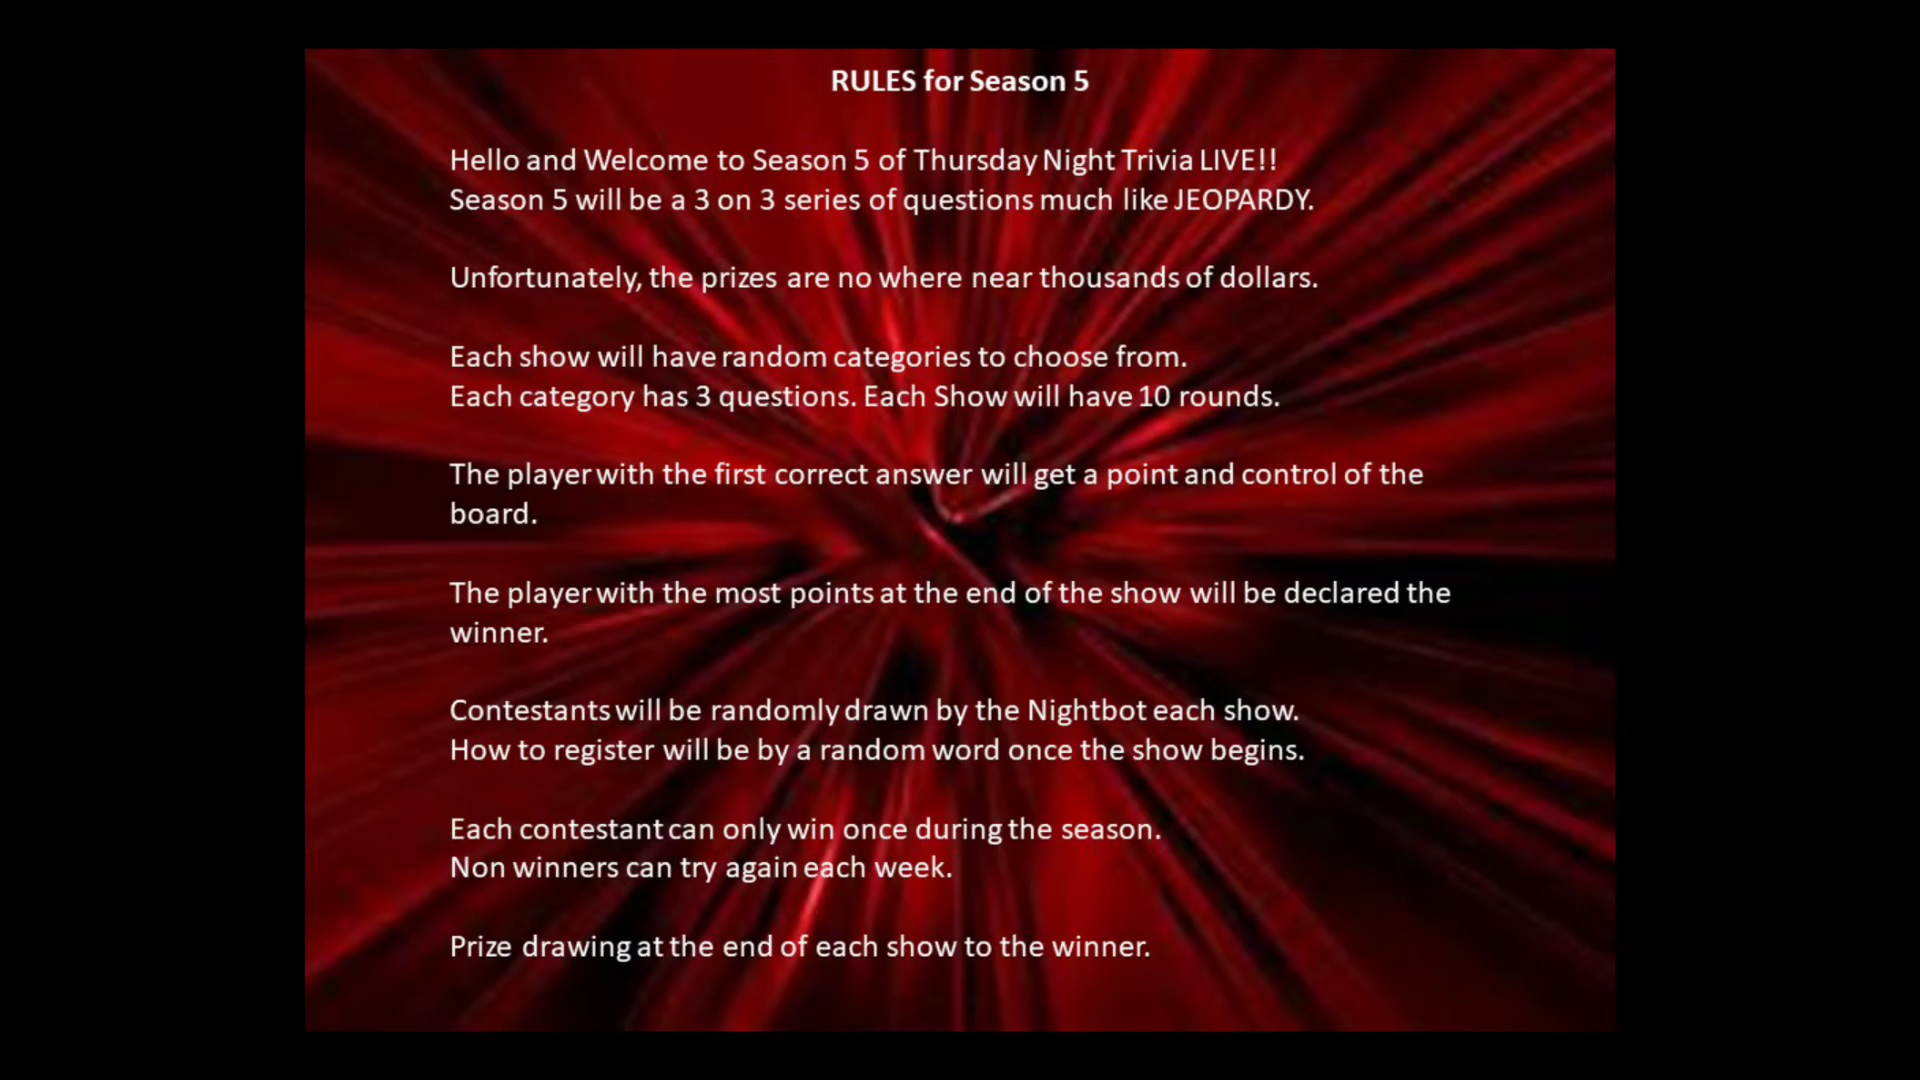 RULES for Season 5
Hello and Welcome to Season 5 of Thursday Night Trivia LIVE!!
Season 5 will be a 3 on 3 series of questions much like JEOPARDY.
Unfortunately, the prizes are no where near thousands of dollars.
Each show will have random categories to choose from.
Each category has 3 questions. Each Show will have 10 rounds.
The player with the first correct answer will get a point and control of the
board.
The player with the most points at the end of the show will be declared the
winner.
Contestants will be randomly drawn by the Nightbot each show.
How to register will be by a random word once the show begins.
Each contestant can only win once during the season.
Non winners can try again each week.
Prize drawing at the end of each show to the winner.